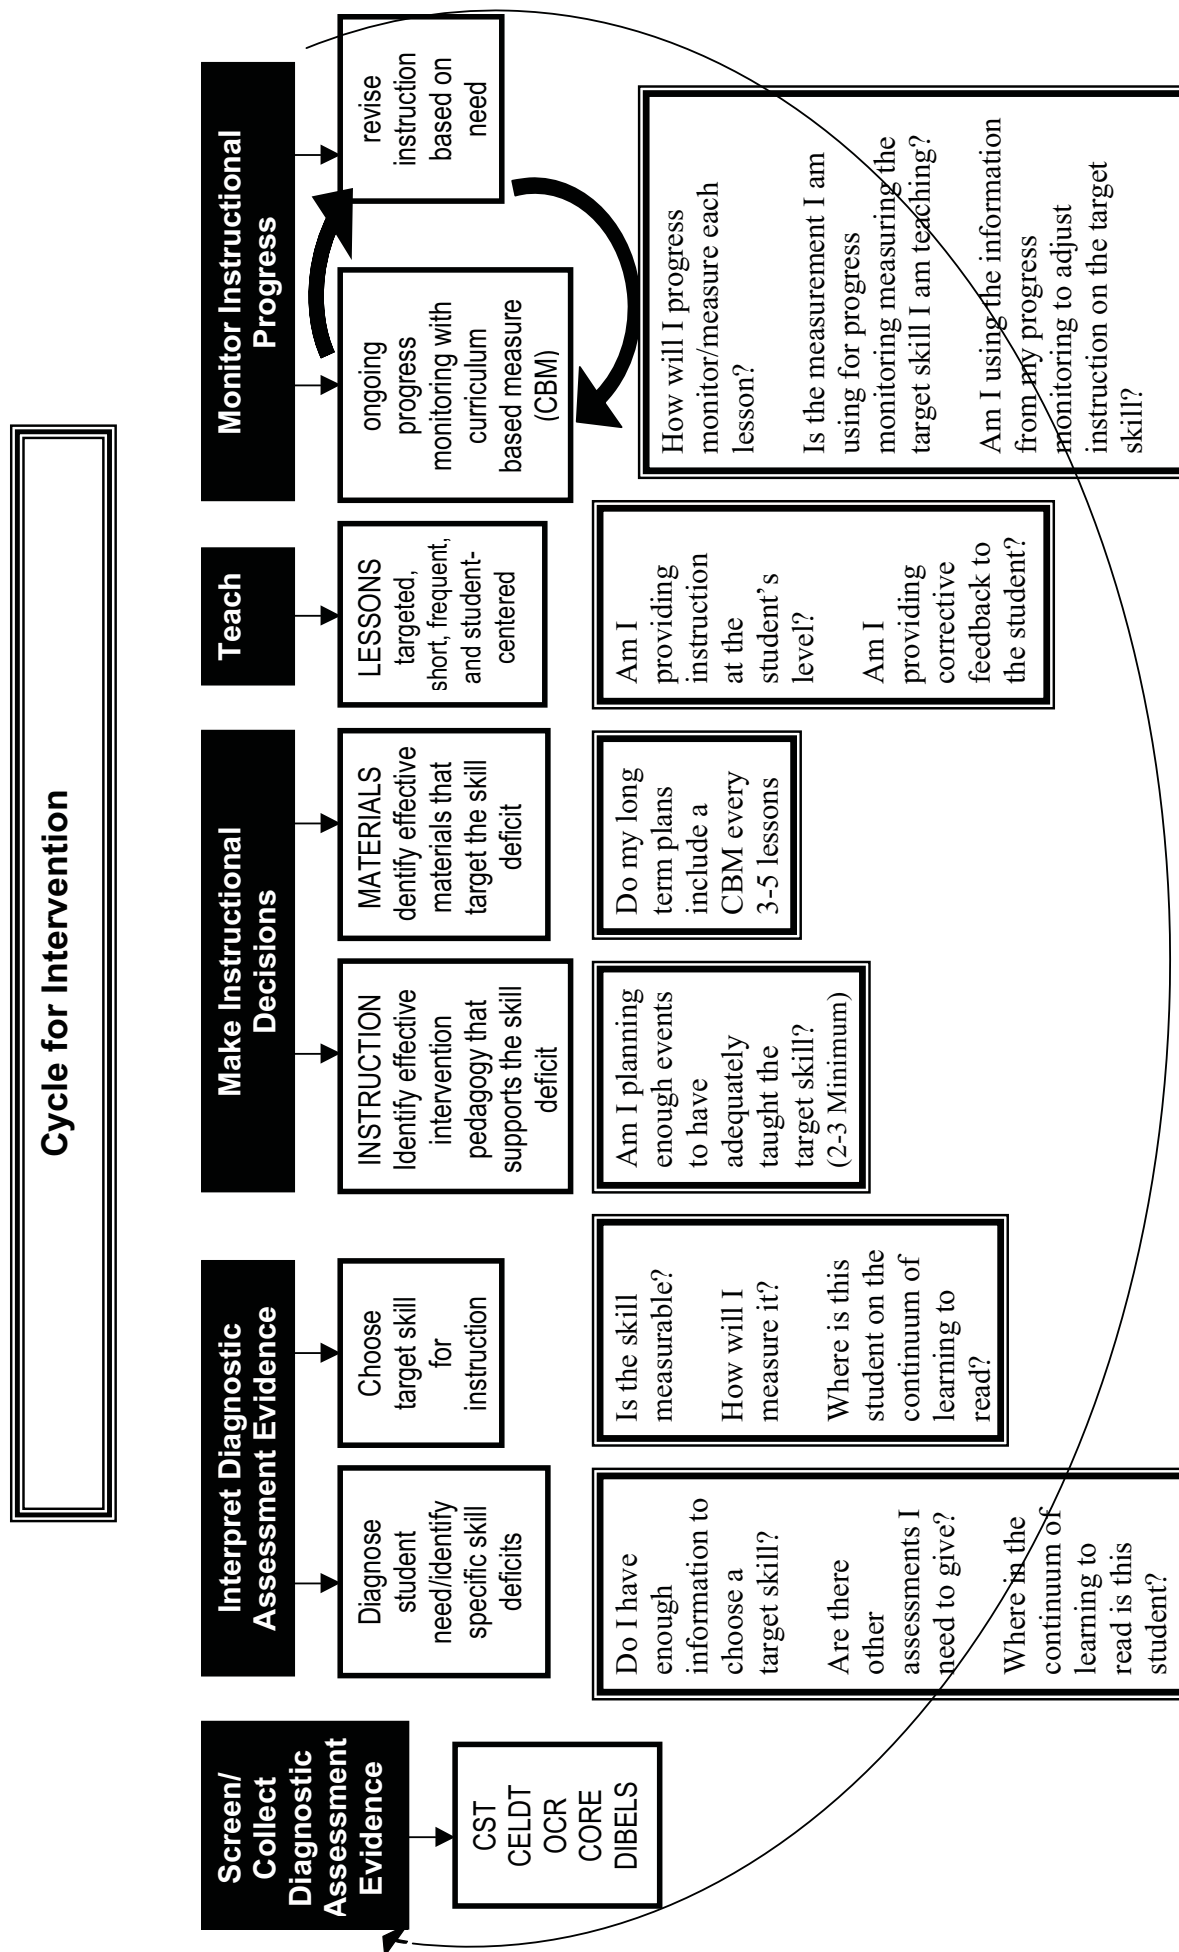 Cycle for Intervention
Screen/
Collect
Diagnostic
Assessment
Evidence
CST
CELDT
OCR
CORE
DIBELS
Interpret Diagnostic
Assessment Evidence
Diagnose
student
need/identify
specific skill
deficits
Choose
target skill
for
instruction
Do I have
enough
information to
choose a
target skill?
Are there
other
assessments I
need to give?
Where in the
continuum of
learning to
read is this
student?
Is the skill
measurable?
How will I
measure it?
Where is this
student on the
continuum of
learning to
read?
Make Instructional
Decisions
INSTRUCTION
Identify effective
intervention
pedagogy that
supports the skill
deficit
MATERIALS
dentify effective
materials that
target the skill
deficit
Am I planning
enough events
to have
adequately
taught the
target skill?
(2-3 Minimum)
Do my long
term plans
include a
CBM every
3-5 lessons
Teach
LESSONS
targeted,
short, frequent,
and student-
centered
Am I
providing
instruction
at the
student’s
level?
Am I
providing
corrective
feedback to
the student?
Monitor Instructional
Progress
ongoing
progress
monitoring with
curriculum
based measure
(CBM)
revise
instruction
based on
need
How will I progress
monitor/measure each
lesson?
Is the measurement I am
using for progress
monitoring measuring the
target skill I am teaching?
Am I using the information
from my progress
monitoring to adjust
instruction on the target
skill?